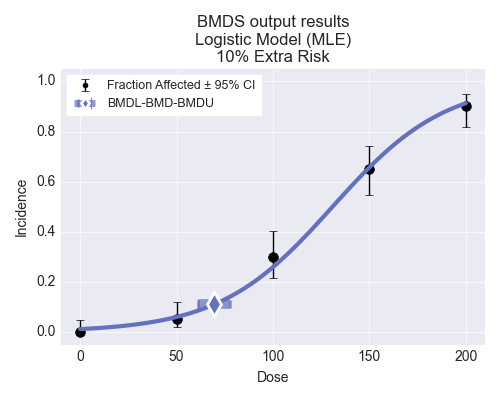 BMDS output results
Logistic Model (MLE)
10% Extra Risk
Fraction Affected ± 95% CI
BMDL-BMD-BMDU
1.0
0.8
0.6
0.4
0.2
0.0
Incidence
0 50 100 150 200
Dose